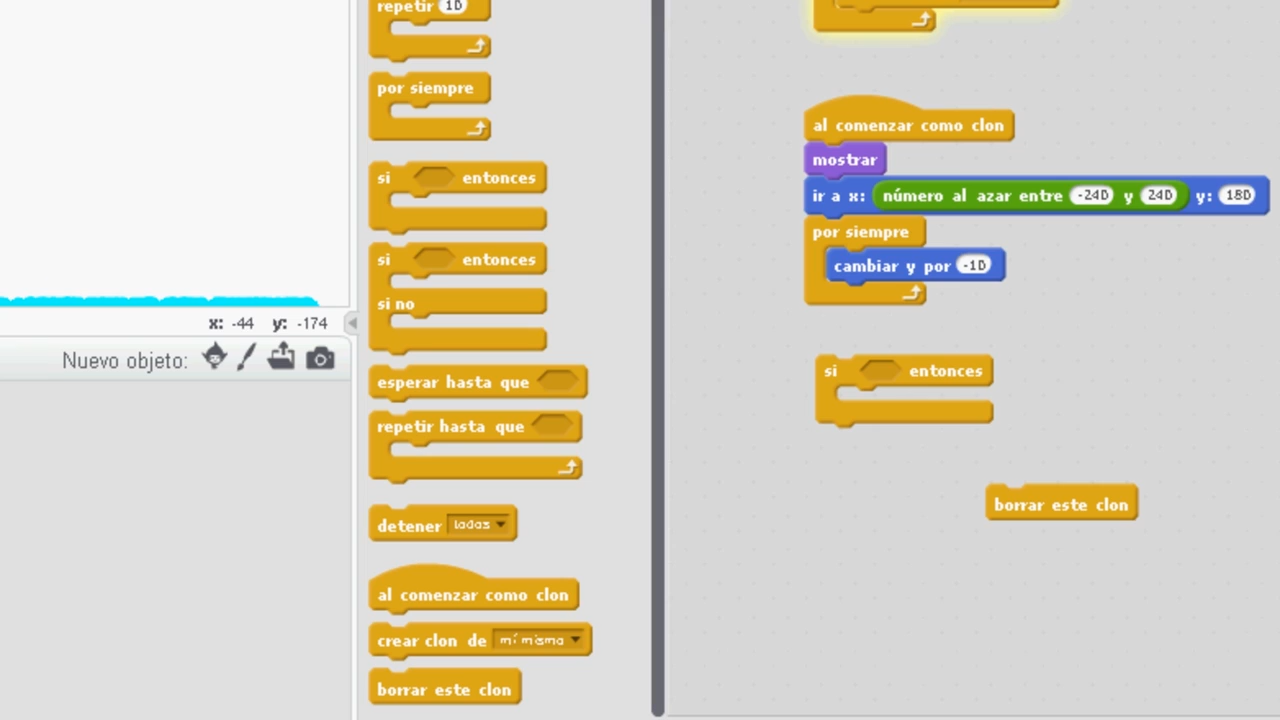 repetir 10
por siempre
si entonces
si entonces
si no
esperar hasta que
repetir hasta que
detener todos
al comenzar como clon
crear clon de mí mismo
borrar este clon
x: -44 y: -174
Nuevo objeto:
al comenzar como clon
mostrar
ir a x: número al azar entre -240 y 240 y: 180
por siempre
cambiar y por -10
si entonces
borrar este clon